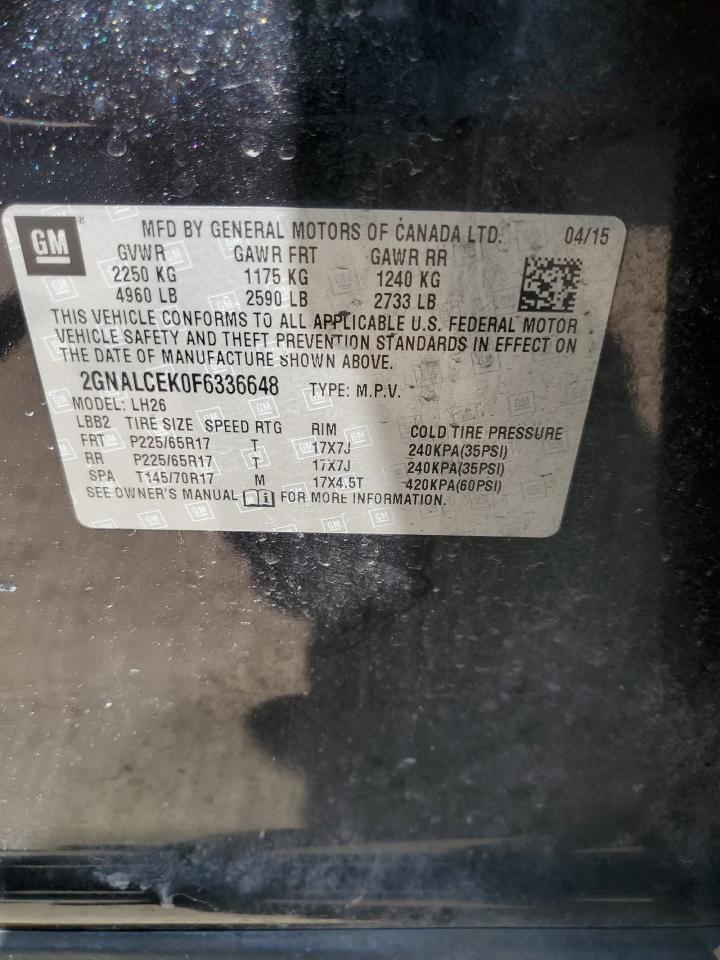 GM ® MFD BY GENERAL MOTORS OF CANADA LTD. 04/15
GVWR GAWR FRT GAWR RR
2250 KG 1175 KG 1240 KG
4960 LB 2590 LB 2733 LB
THIS VEHICLE CONFORMS TO ALL APPLICABLE U.S. FEDERAL MOTOR
VEHICLE SAFETY AND THEFT PREVENTION STANDARDS IN EFFECT ON
THE DATE OF MANUFACTURE SHOWN ABOVE.
2GNALCEK0F6336648 TYPE: M.P.V.
MODEL: LH26
LBB2 TIRE SIZE SPEED RTG RIM COLD TIRE PRESSURE
FRT P225/65R17 T 17X7J 240KPA(35PSI)
RR P225/65R17 T 17X7J 240KPA(35PSI)
SPA T145/70R17 M 17X4.5T 420KPA(60PSI)
SEE OWNER'S MANUAL i FOR MORE INFORMATION.